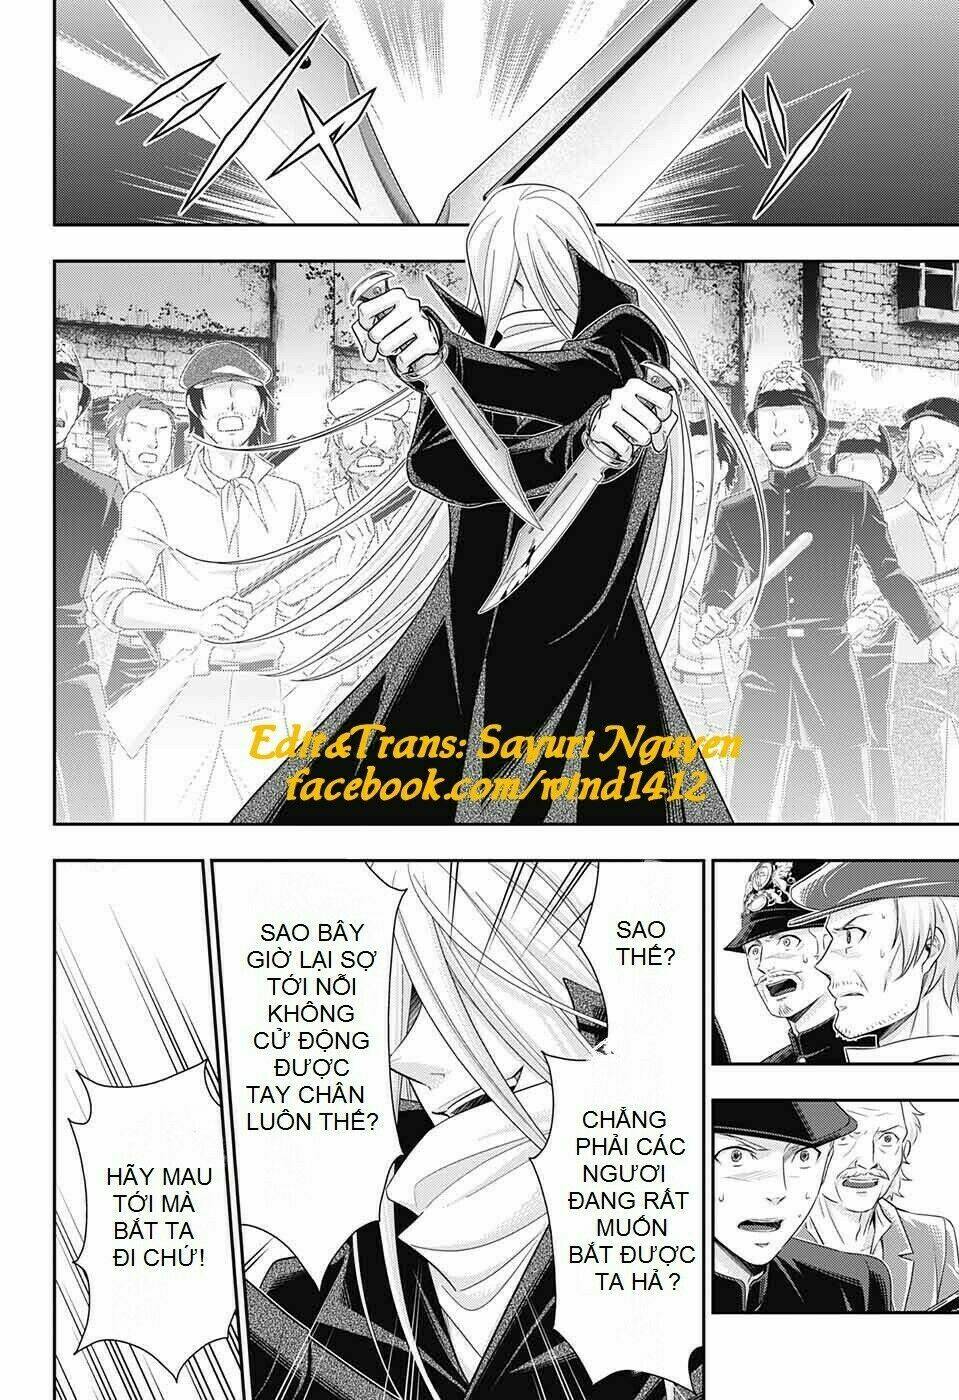 Edit&Trans: Sayuri Nguyen
facebook.com/wind1412
SAO
THẾ?
CHẲNG
PHẢI CÁC
NGƯƠI
ĐANG RẤT
MUỐN
BẮT ĐƯỢC
TA HẢ ?
SAO BÂY
GIỜ LẠI SỢ
TỚI NỖI
KHÔNG
CỬ ĐỘNG
ĐƯỢC
TAY CHÂN
LUÔN THẾ?
HÃY MAU
TỚI MÀ
BẮT TA
ĐI CHỨ!